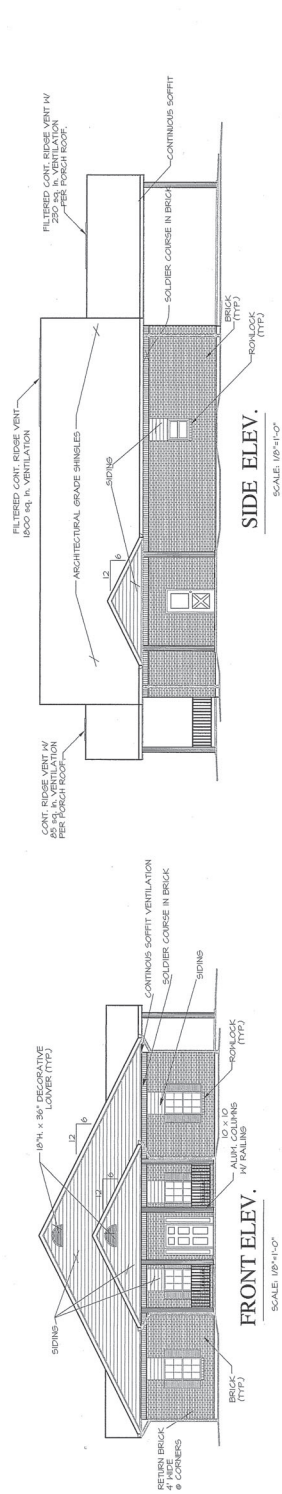 FILTERED CONT. RIDGE VENT W/
230 sq. in. VENTILATION
PER PORCH ROOF.
CONTINUOUS SOFFIT
FILTERED CONT. RIDGE VENT
1800 sq. in. VENTILATION
ARCHITECTURAL GRADE SHINGLES
SOLDIER COURSE IN BRICK
SIDING
12
6
BRICK
(TYP.)
ROWLOCK
(TYP.)
CONT. RIDGE VENT W/
85 sq. in. VENTILATION
PER PORCH ROOF.
SIDE ELEV.
SCALE: 1/8"=1'-0"
18"H. x 36" DECORATIVE
LOUVER (TYP.)
12
6
12
6
SIDING
CONTINOUS SOFFIT VENTILATION
SOLDIER COURSE IN BRICK
SIDING
ROWLOCK
(TYP.)
10 x 10
ALUM. COLUMNS
W/ RAILINGS
BRICK
(TYP.)
RETURN BRICK
4' WIDE
@ CORNERS
FRONT ELEV.
SCALE: 1/8"=1'-0"